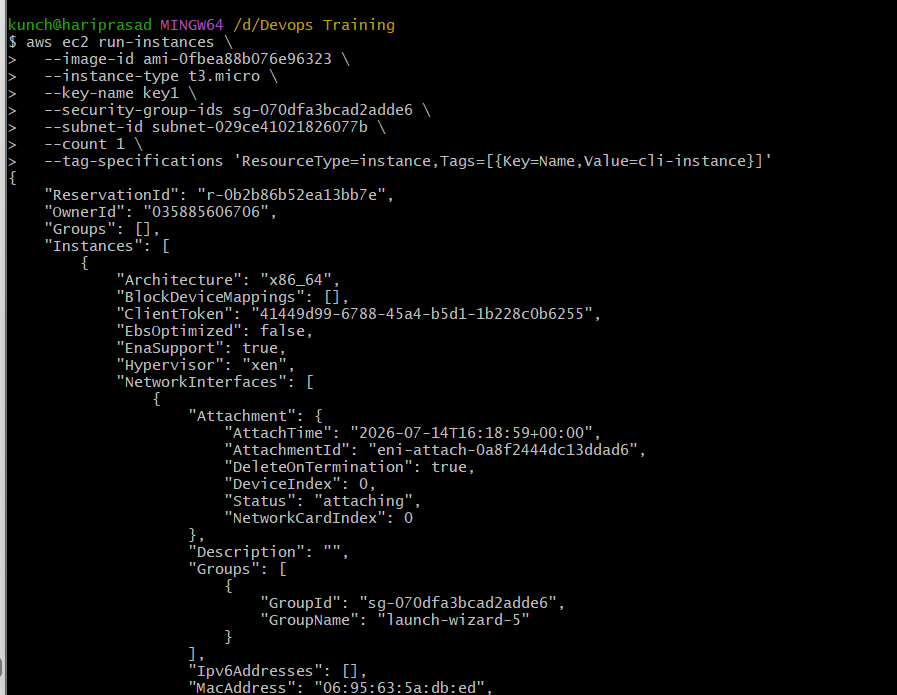 kunch@hariprasad MINGW64 /d/Devops Training
$ aws ec2 run-instances \
>   --image-id ami-0fbea88b076e96323 \
>   --instance-type t3.micro \
>   --key-name key1 \
>   --security-group-ids sg-070dfa3bcad2adde6 \
>   --subnet-id subnet-029ce41021826077b \
>   --count 1 \
>   --tag-specifications 'ResourceType=instance,Tags=[{Key=Name,Value=cli-instance}]'
{
    "ReservationId": "r-0b2b86b52ea13bb7e",
    "OwnerId": "035885606706",
    "Groups": [],
    "Instances": [
        {
            "Architecture": "x86_64",
            "BlockDeviceMappings": [],
            "ClientToken": "41449d99-6788-45a4-b5d1-1b228c0b6255",
            "EbsOptimized": false,
            "EnaSupport": true,
            "Hypervisor": "xen",
            "NetworkInterfaces": [
                {
                    "Attachment": {
                        "AttachTime": "2026-07-14T16:18:59+00:00",
                        "AttachmentId": "eni-attach-0a8f2444dc13ddad6",
                        "DeleteOnTermination": true,
                        "DeviceIndex": 0,
                        "Status": "attaching",
                        "NetworkCardIndex": 0
                    },
                    "Description": "",
                    "Groups": [
                        {
                            "GroupId": "sg-070dfa3bcad2adde6",
                            "GroupName": "launch-wizard-5"
                        }
                    ],
                    "Ipv6Addresses": [],
                    "MacAddress": "06:95:63:5a:db:ed",